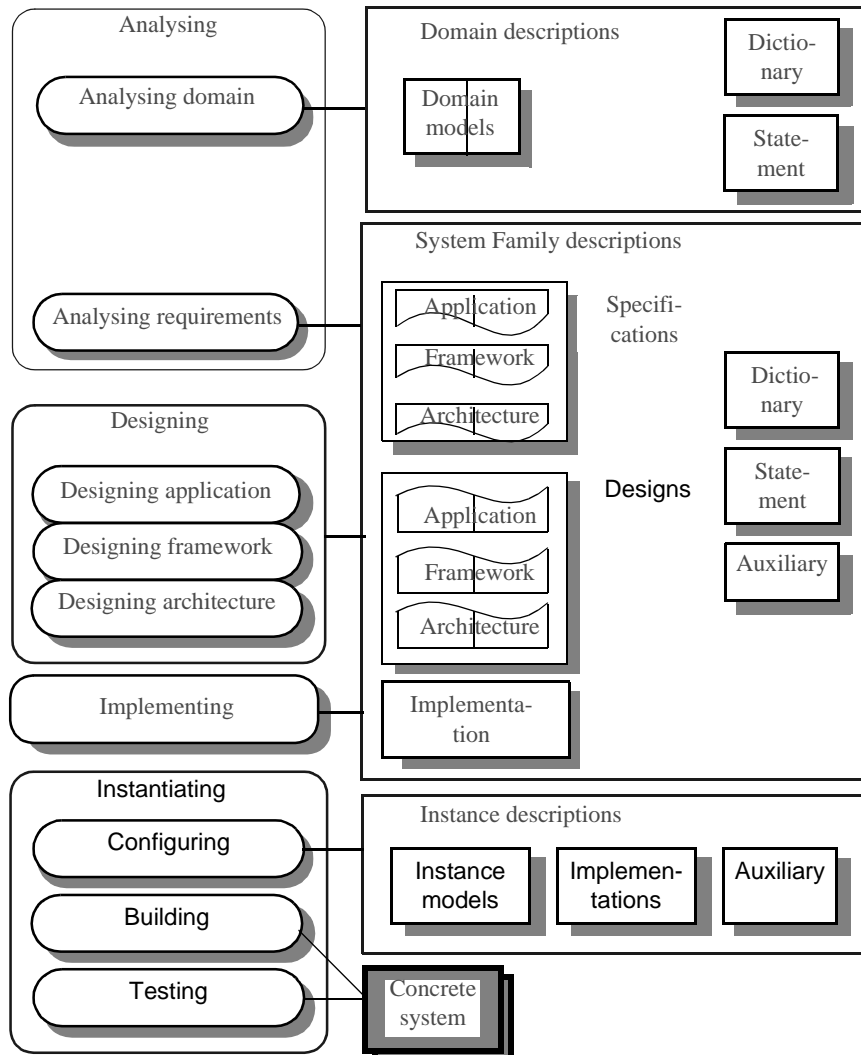 Analysing
Analysing domain
Analysing requirements
Designing
Designing application
Designing framework
Designing architecture
Implementing
Instantiating
Configuring
Building
Testing
Domain descriptions
Domain
models
Dictio-
nary
State-
ment
System Family descriptions
Application
Framework
Architecture
Specifi-
cations
Application
Framework
Architecture
Designs
Dictio-
nary
State-
ment
Auxiliary
Implementa-
tion
Instance descriptions
Instance
models
Implemen-
tations
Auxiliary
Concrete
system